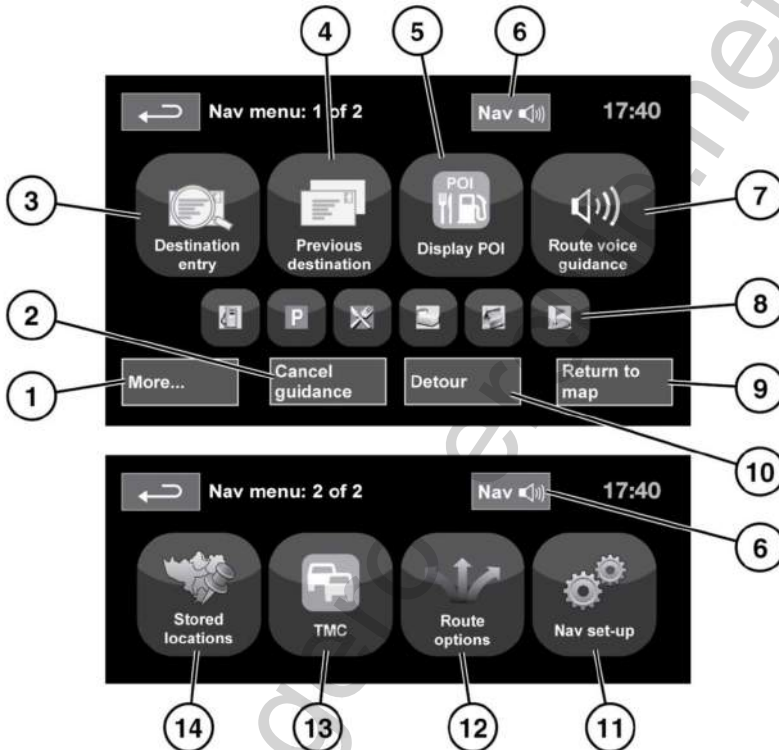 4 5 6
Nav menu: 1 of 2 Nav 17:40
3 7
POI
Destination entry Previous destination Display POI Route voice guidance
P
2 8
More... Cancel guidance Detour Return to map
1 9
10
Nav menu: 2 of 2 Nav 17:40
6
Stored locations TMC Route options Nav set-up
14 13 12 11